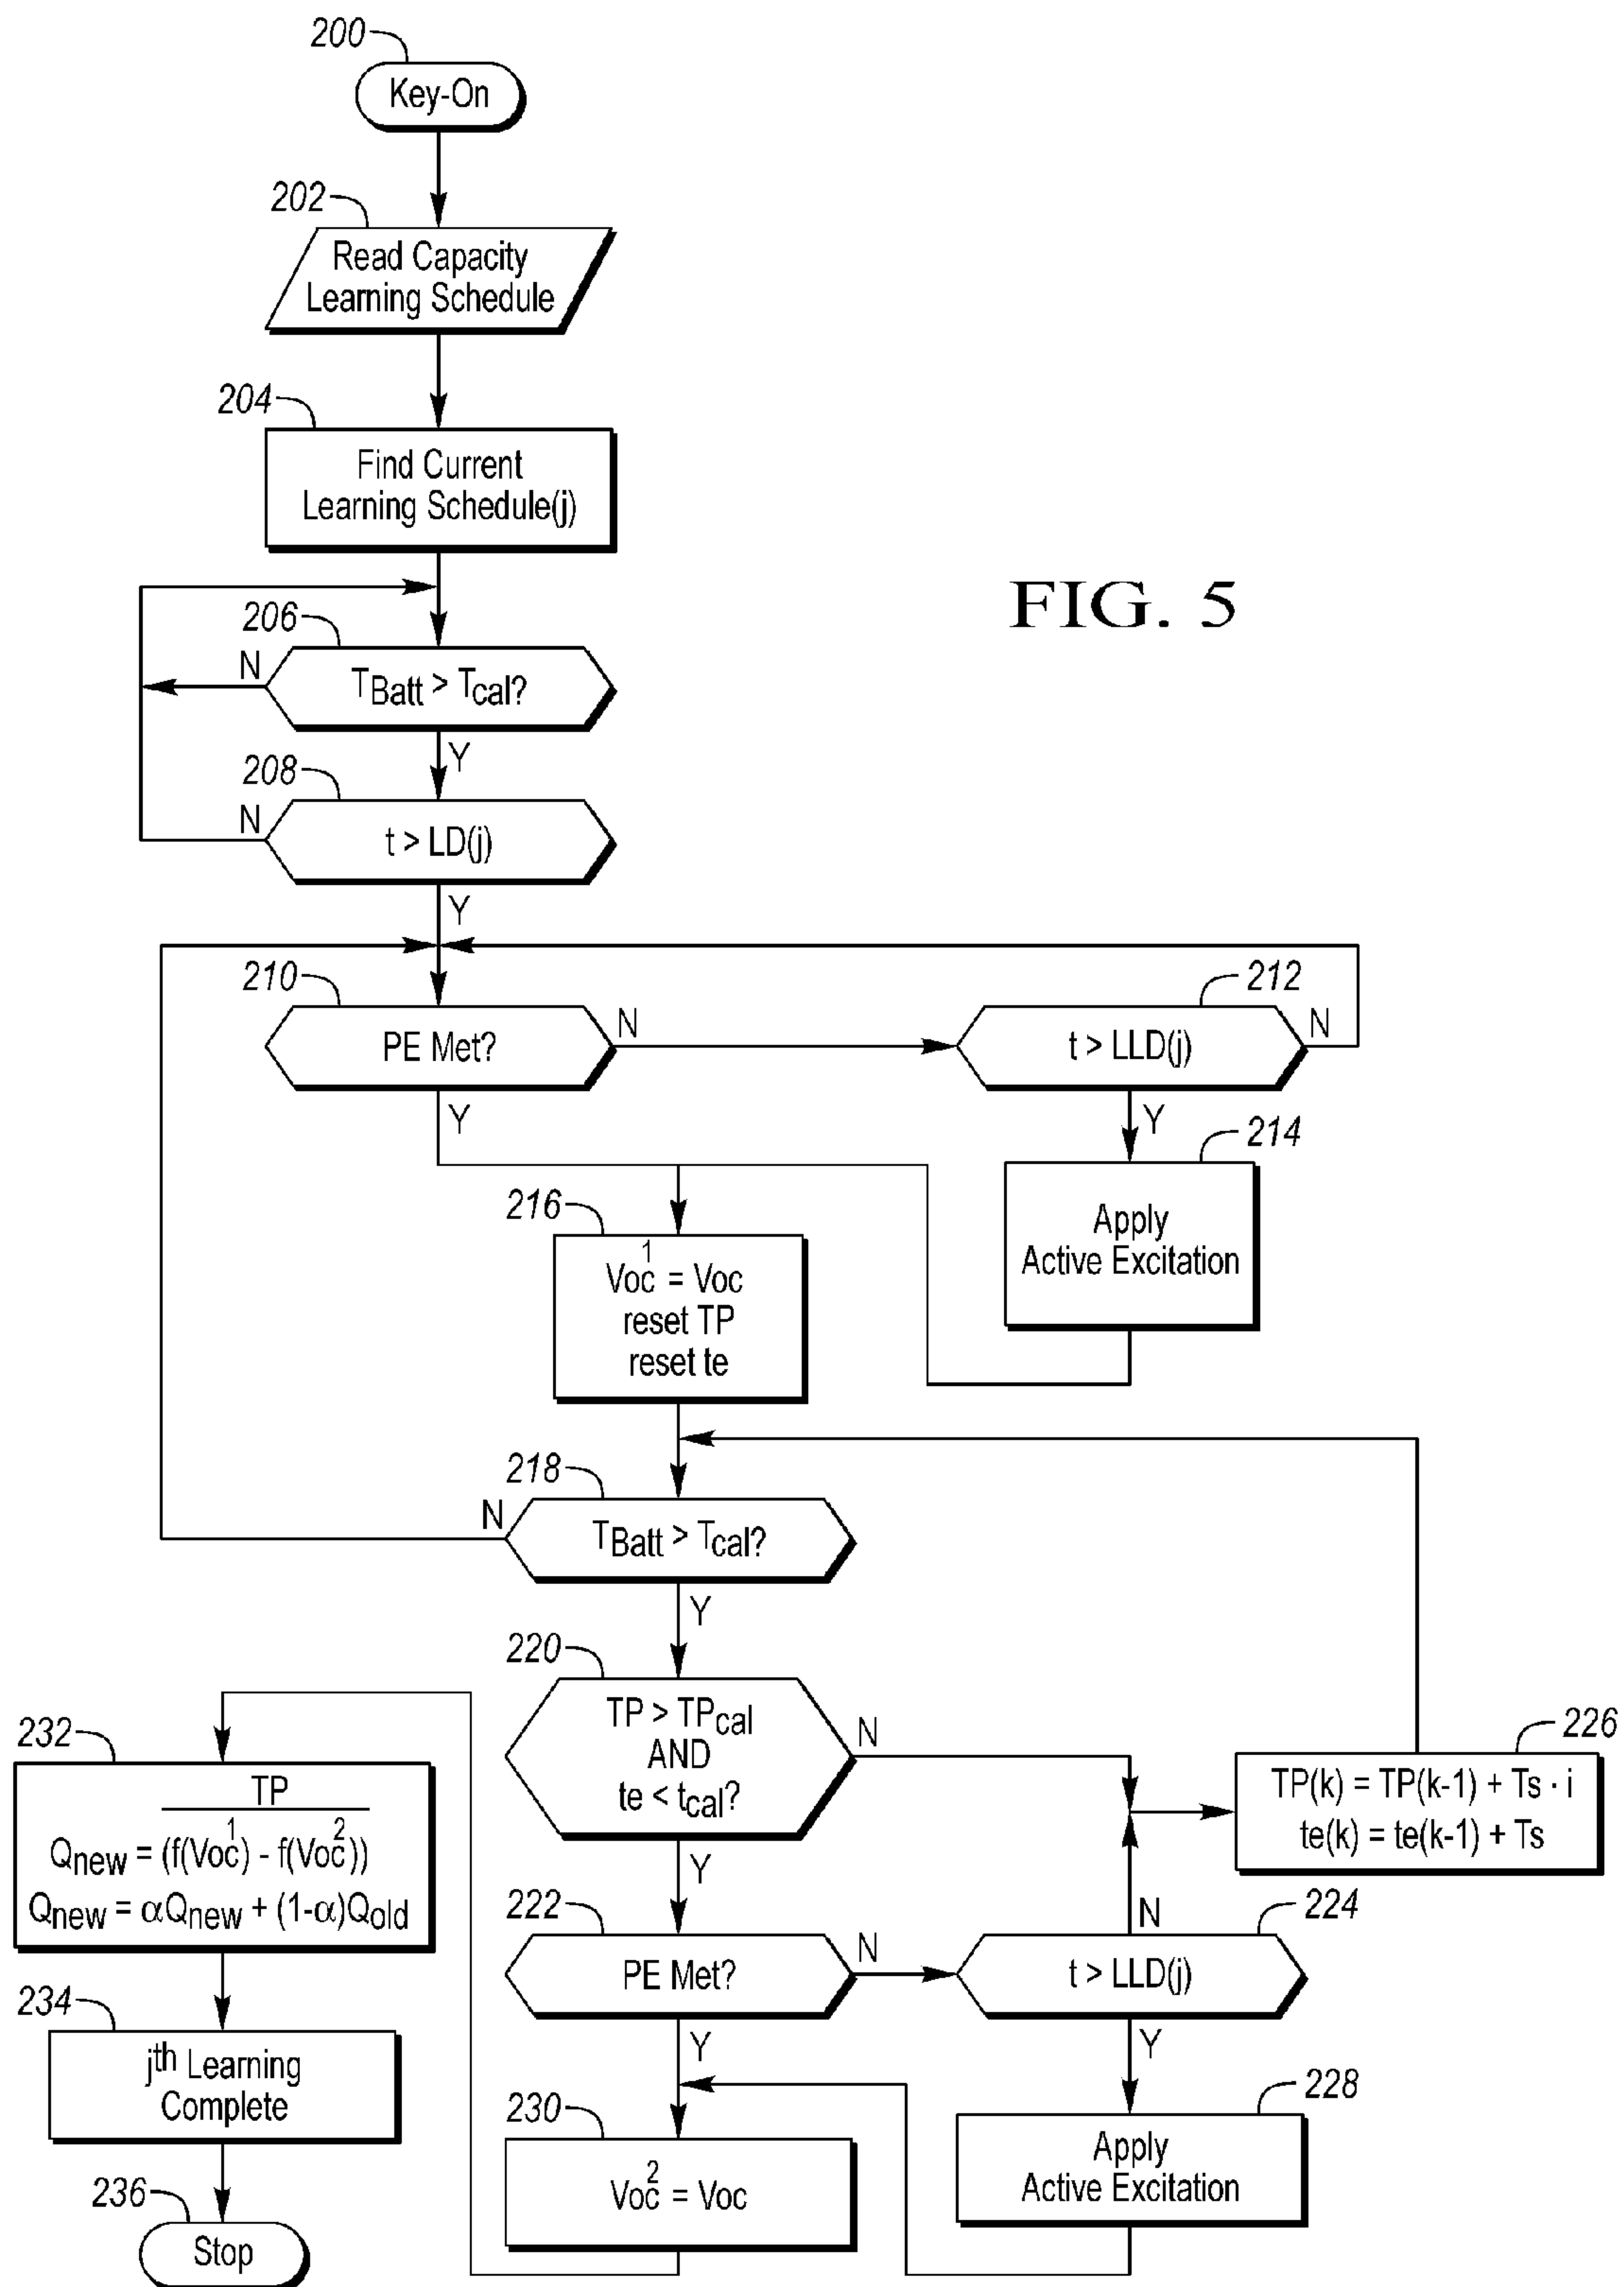 200
Key-On
202
Read Capacity
Learning Schedule
204
Find Current
Learning Schedule(j)
FIG. 5
206
N
TBatt > Tcal?
Y
208
N
t > LD(j)
Y
210
PE Met?
N
Y
212
t > LLD(j)
N
Y
214
Apply
Active Excitation
216
Voc¹ = Voc
reset TP
reset te
218
N
TBatt > Tcal?
Y
220
TP > TPcal
AND
te < tcal?
N
Y
226
TP(k) = TP(k-1) + Ts · i
te(k) = te(k-1) + Ts
222
PE Met?
N
Y
224
N
t > LLD(j)
Y
228
Apply
Active Excitation
230
Voc² = Voc
232
TP
Qnew = (f(Voc¹) - f(Voc²))
Qnew = αQnew + (1-α)Qold
234
jth Learning
Complete
236
Stop